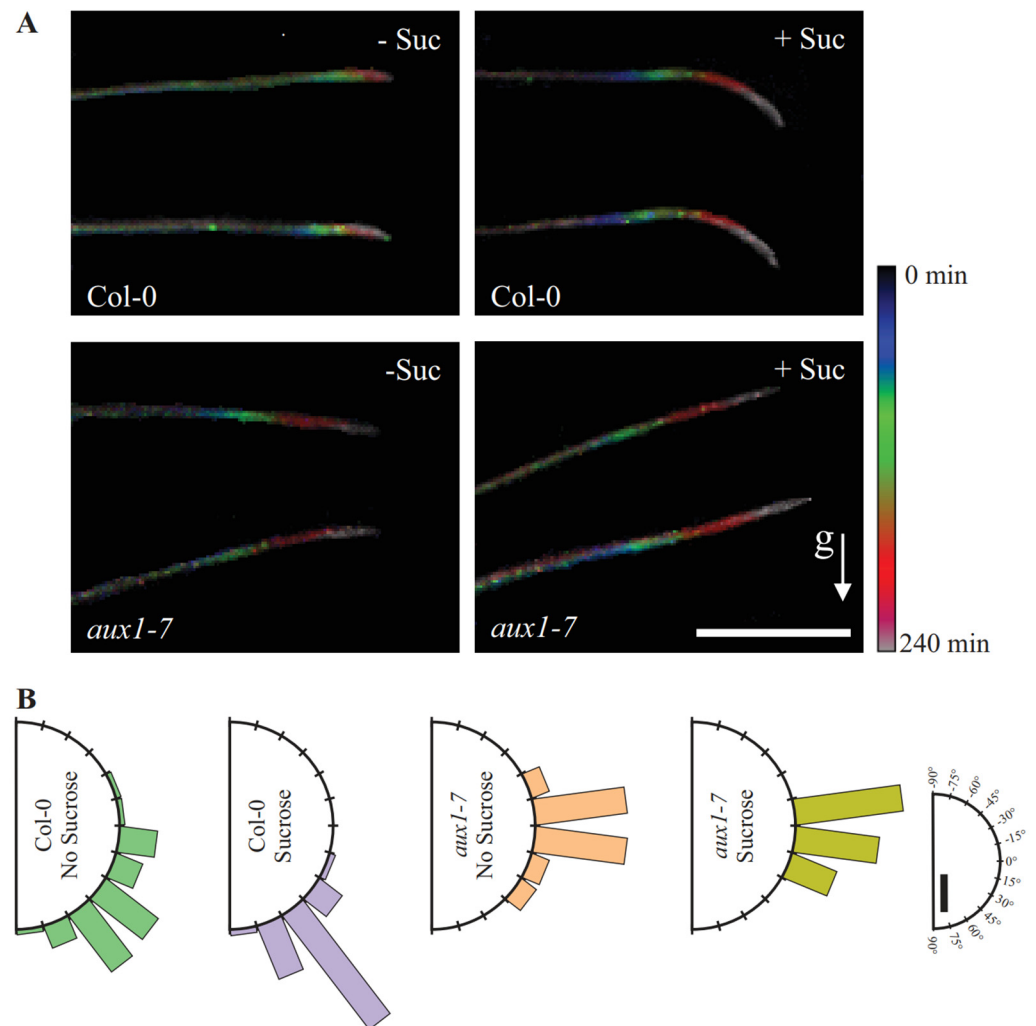 A
- Suc
Col-0
+ Suc
Col-0
-Suc
aux1-7
+ Suc
g
aux1-7
0 min
240 min
B
Col-0
No Sucrose
Col-0
Sucrose
aux1-7
No Sucrose
aux1-7
Sucrose
-90°
-75°
-60°
-45°
-30°
-15°
0°
15°
30°
45°
60°
75°
90°